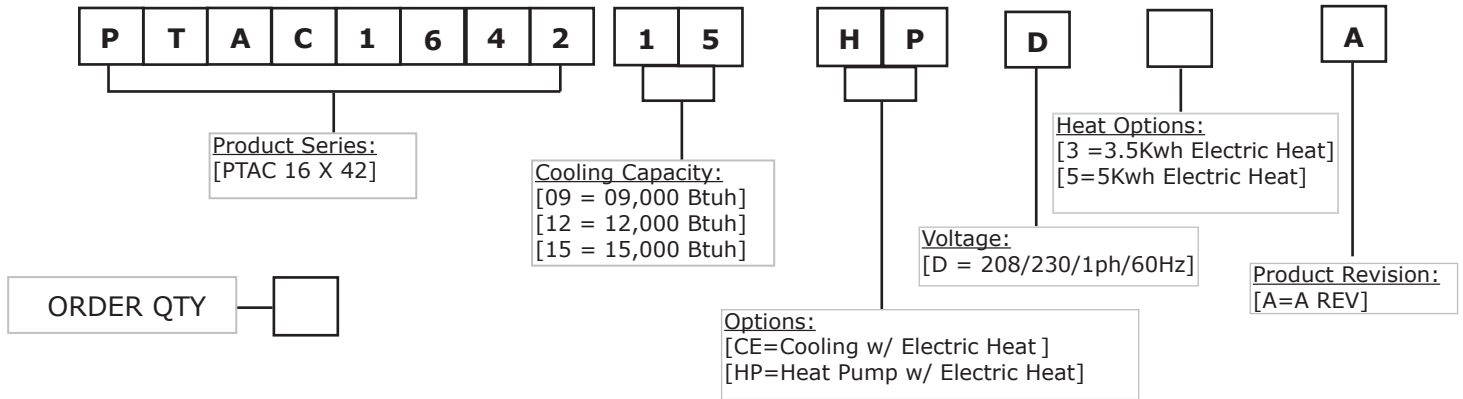 P T A C 1 6 4 2 1 5 H P D A
Product Series:
[PTAC 16 X 42]
Cooling Capacity:
[09 = 09,000 Btuh]
[12 = 12,000 Btuh]
[15 = 15,000 Btuh]
Heat Options:
[3 =3.5Kwh Electric Heat]
[5=5Kwh Electric Heat]
Voltage:
[D = 208/230/1ph/60Hz]
Product Revision:
[A=A REV]
ORDER QTY
Options:
[CE=Cooling w/ Electric Heat ]
[HP=Heat Pump w/ Electric Heat]